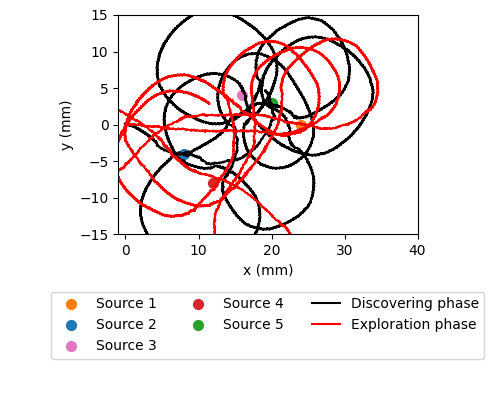 15
10
5
0
−5
−10
−15
y (mm)
0 10 20 30 40
x (mm)
Source 1 Source 4 Discovering phase
Source 2 Source 5 Exploration phase
Source 3